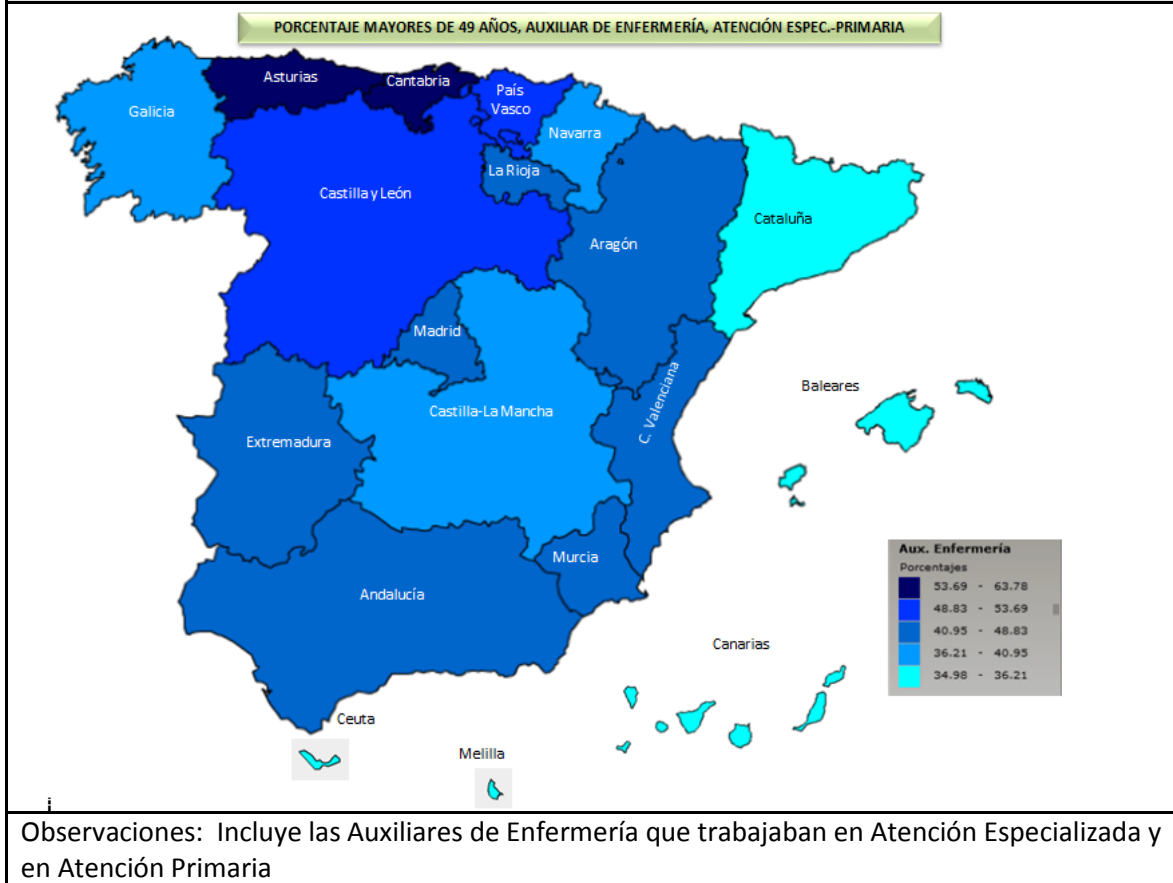 PORCENTAJE MAYORES DE 49 AÑOS, AUXILIAR DE ENFERMERÍA, ATENCIÓN ESPEC.-PRIMARIA
Asturias
Cantabria
País
Vasco
Galicia
Navarra
La Rioja
Castilla y León
Cataluña
Aragón
Madrid
Baleares
C. Valenciana
Castilla-La Mancha
Extremadura
Murcia
Andalucía
Aux. Enfermería
Porcentajes
53.69 - 63.78
48.83 - 53.69
40.95 - 48.83
36.21 - 40.95
34.98 - 36.21
Canarias
Ceuta
Melilla
Observaciones: Incluye las Auxiliares de Enfermería que trabajaban en Atención Especializada y
en Atención Primaria